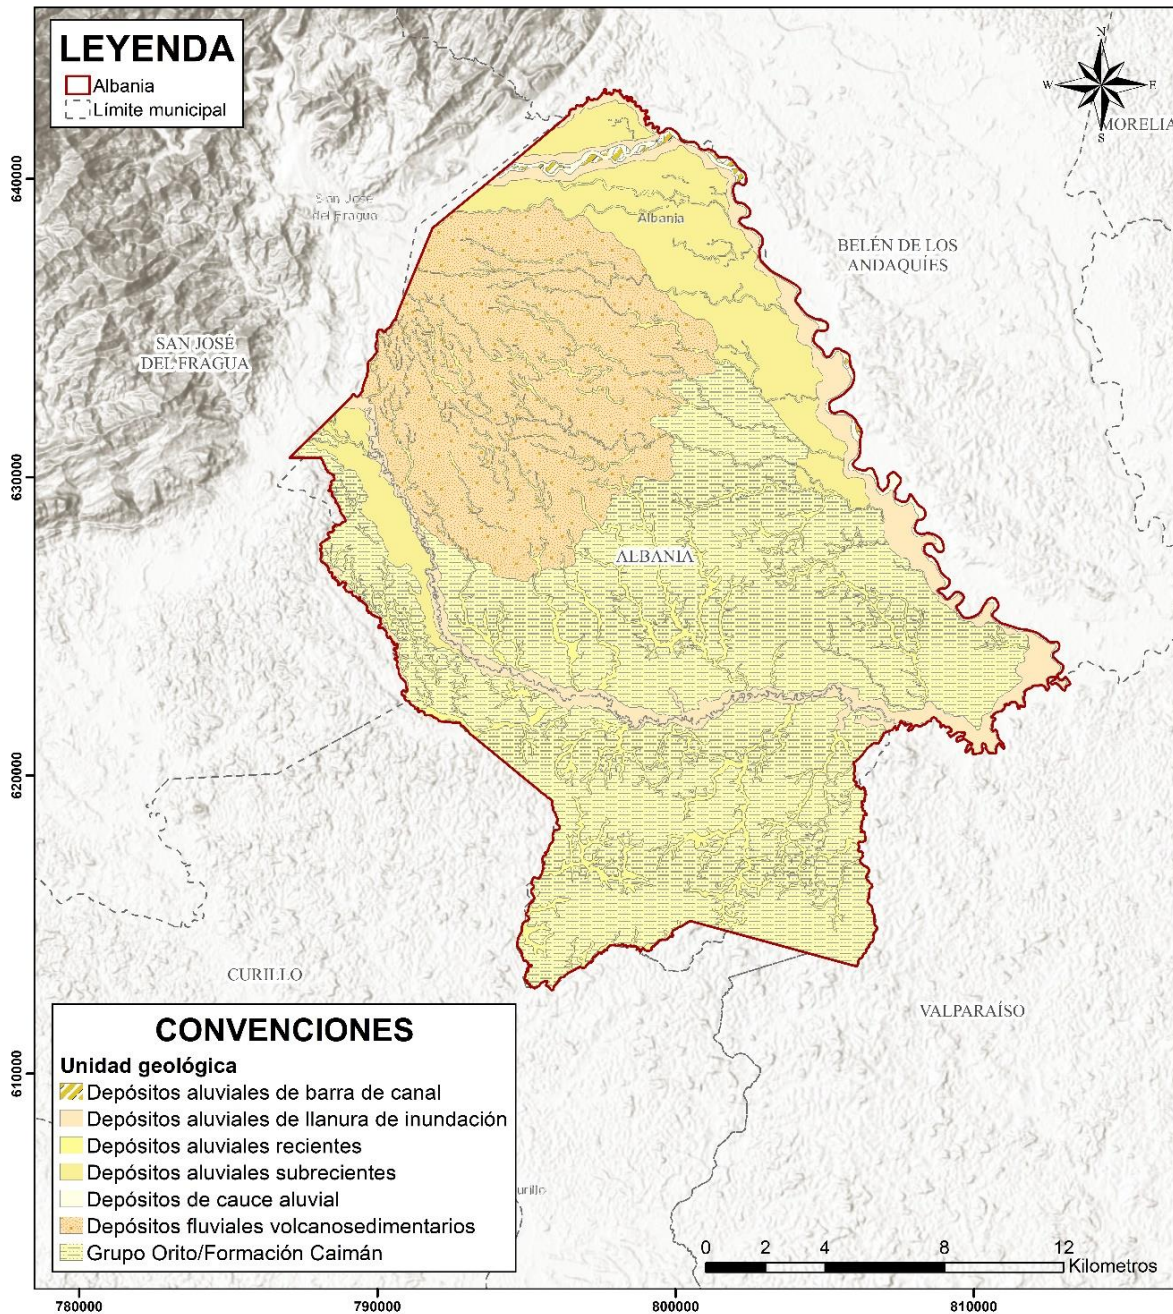 LEYENDA
Albania
Límite municipal
N
W
E
S
MORELIA
640000
San José
del Fragua
Albania
BELÉN DE LOS
ANDAQUÍES
SAN JOSÉ
DEL FRAGUA
630000
ALBANIA
620000
CURILLO
VALPARAÍSO
610000
CONVENCIONES
Unidad geológica
Depósitos aluviales de barra de canal
Depósitos aluviales de llanura de inundación
Depósitos aluviales recientes
Depósitos aluviales subrecientes
Depósitos de cauce aluvial
Depósitos fluviales volcanosedimentarios
Grupo Orito/Formación Caimán
urillo
0 2 4 8 12
Kilometros
780000 790000 800000 810000